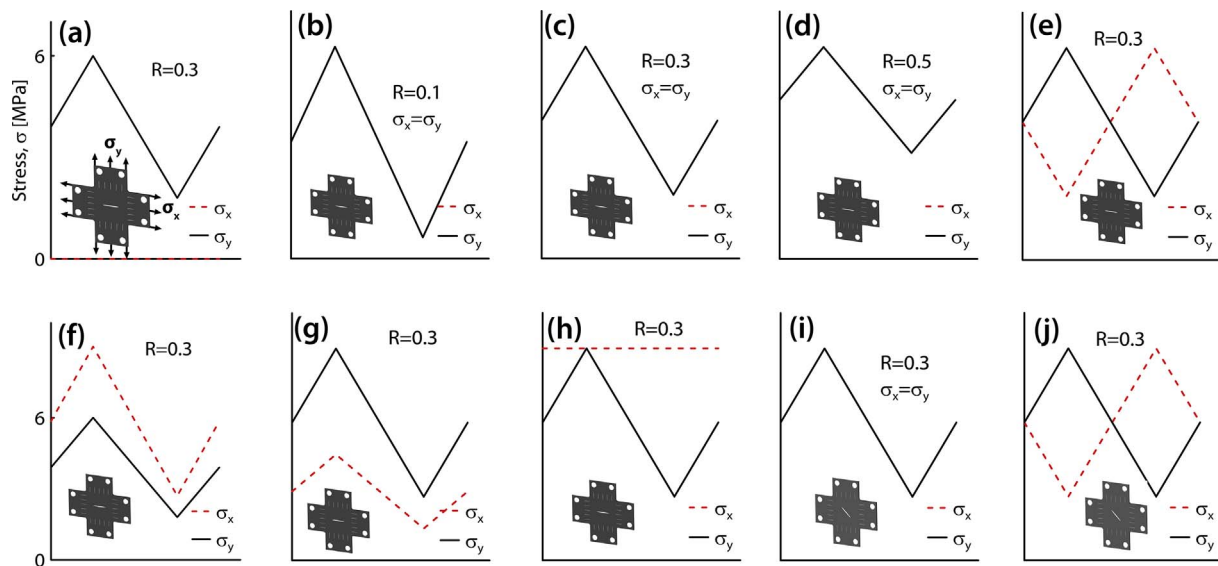 (a)
Stress, σ [MPa]
6
0
R=0.3
σy
σx
σx
σy
(b)
R=0.1
σx=σy
σx
σy
(c)
R=0.3
σx=σy
σx
σy
(d)
R=0.5
σx=σy
σx
σy
(e)
R=0.3
σx
σy
(f)
6
0
R=0.3
σx
σy
(g)
R=0.3
σx
σy
(h)
R=0.3
σx
σy
(i)
R=0.3
σx=σy
σx
σy
(j)
R=0.3
σx
σy